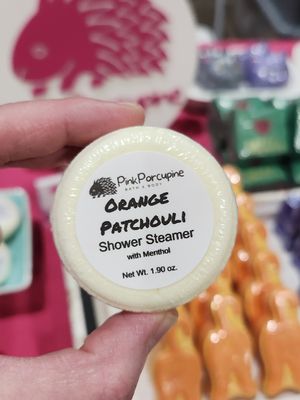 PinkPorcupine
BATH & BODY
ORANGE
PATCHOULI
Shower Steamer
with Menthol
Net Wt. 1.90 oz.